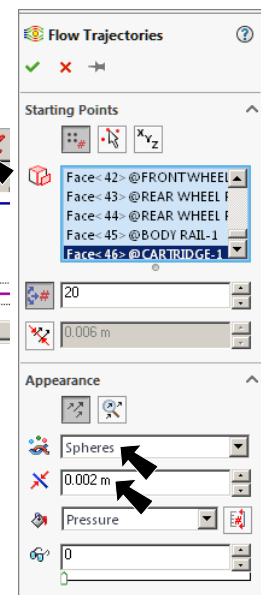 Flow Trajectories
Starting Points
Face<42>@FRONTWHEEL
Face<43>@REAR WHEEL
Face<44>@REAR WHEEL
Face<45>@BODY RAIL-1
Face<46>@CARTRIDGE-1
20
0.006 m
Appearance
Spheres
0.002 m
Pressure
0